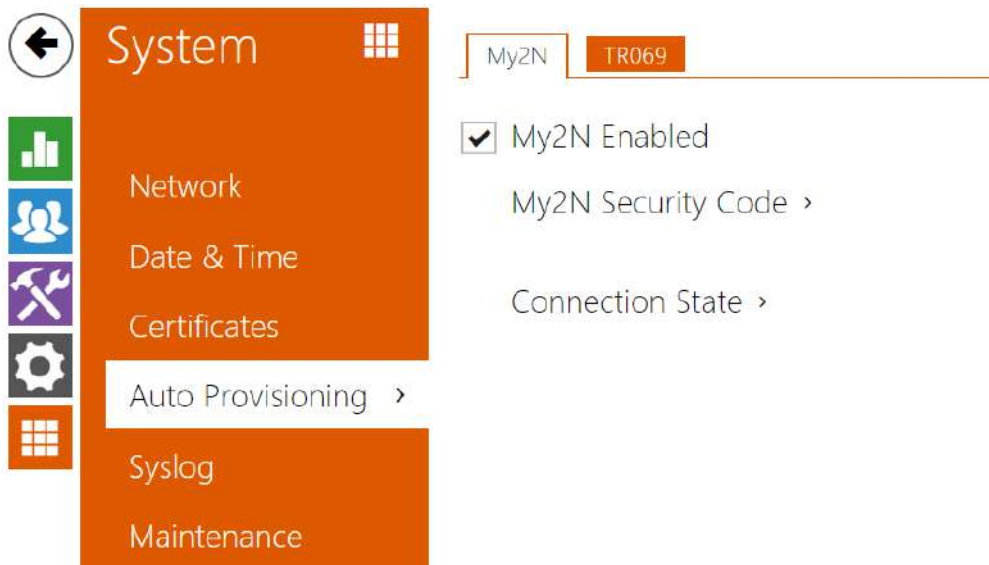 System
Network
Date & Time
Certificates
Auto Provisioning ›
Syslog
Maintenance
My2N
TR069
My2N Enabled
My2N Security Code ›
Connection State ›